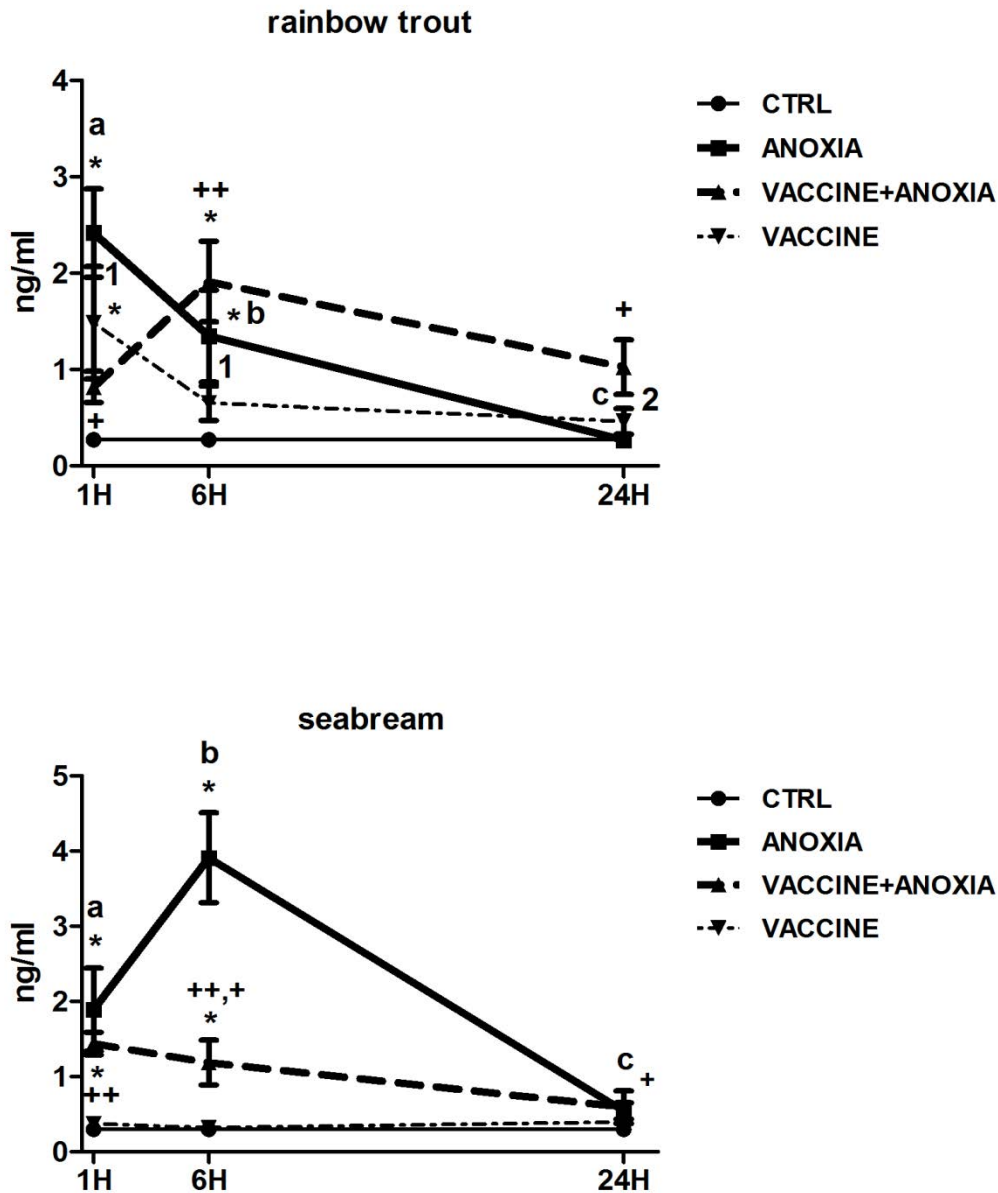 rainbow trout
4
3
2
1
0
ng/ml
a
*
1
*
+
++
*
* b
1
+
c 2
1H 6H 24H
CTRL
ANOXIA
VACCINE+ANOXIA
VACCINE
seabream
5
4
3
2
1
0
ng/ml
a
*
*
++
b
*
++,+
*
c
+
1H 6H 24H
CTRL
ANOXIA
VACCINE+ANOXIA
VACCINE